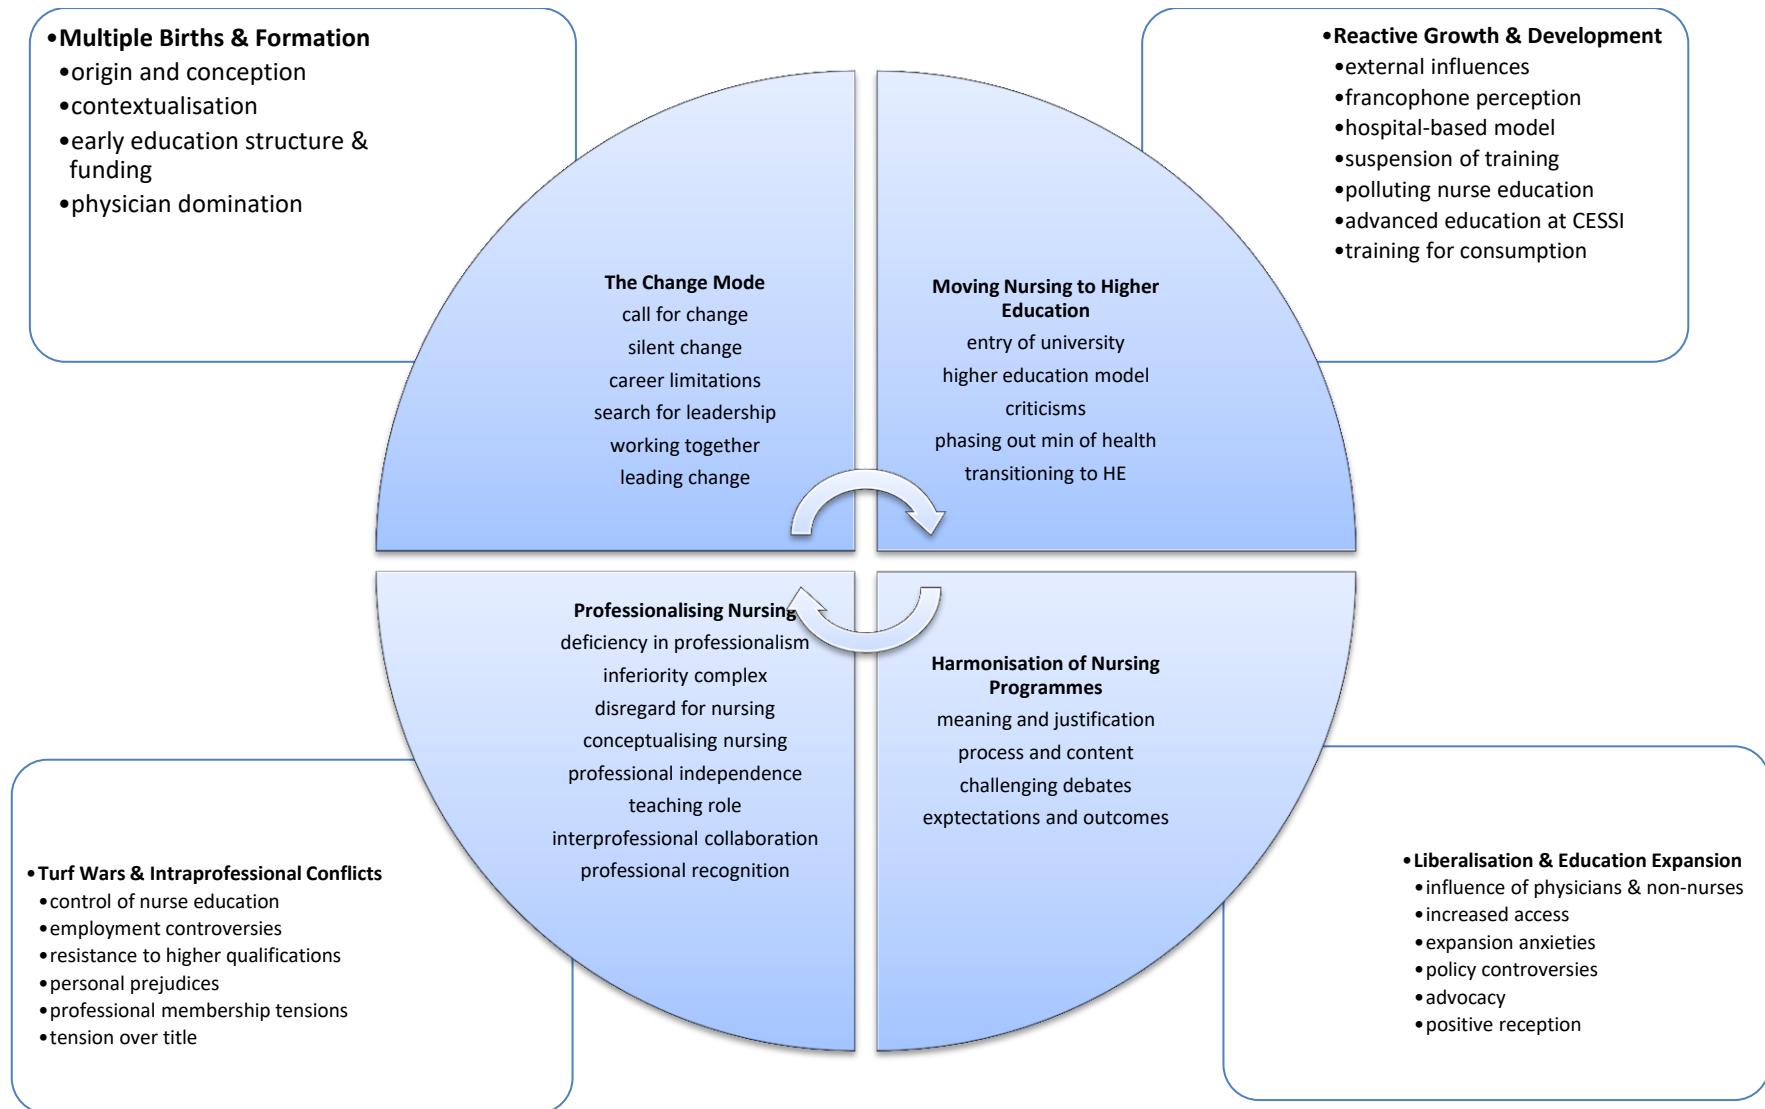 •Multiple Births & Formation
•origin and conception
•contextualisation
•early education structure &
funding
•physician domination
•Reactive Growth & Development
•external influences
•francophone perception
•hospital-based model
•suspension of training
•polluting nurse education
•advanced education at CESSI
•training for consumption
The Change Mode
call for change
silent change
career limitations
search for leadership
working together
leading change
Moving Nursing to Higher
Education
entry of university
higher education model
criticisms
phasing out min of health
transitioning to HE
Professionalising Nursing
deficiency in professionalism
inferiority complex
disregard for nursing
conceptualising nursing
professional independence
teaching role
interprofessional collaboration
professional recognition
Harmonisation of Nursing
Programmes
meaning and justification
process and content
challenging debates
exptectations and outcomes
•Turf Wars & Intraprofessional Conflicts
•control of nurse education
•employment controversies
•resistance to higher qualifications
•personal prejudices
•professional membership tensions
•tension over title
•Liberalisation & Education Expansion
•influence of physicians & non-nurses
•increased access
•expansion anxieties
•policy controversies
•advocacy
•positive reception